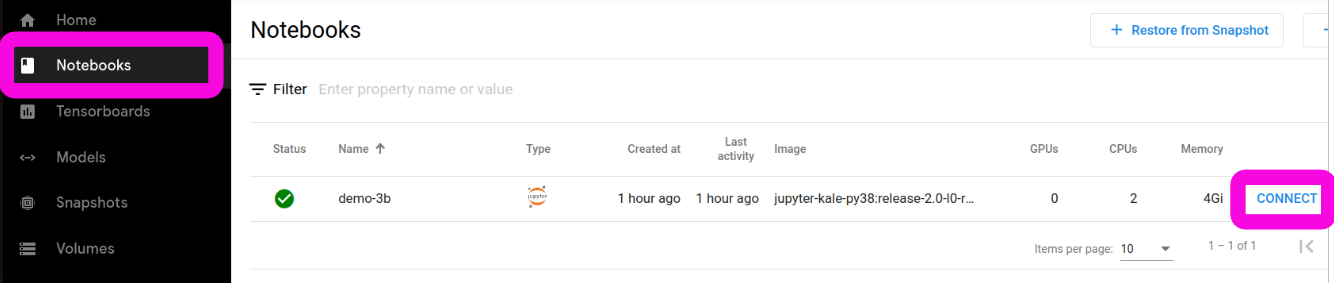 Home
Notebooks
Tensorboards
Models
Snapshots
Volumes
Notebooks
+ Restore from Snapshot
Filter Enter property name or value
Status Name ↑ Type Created at Last activity Image GPUs CPUs Memory
demo-3b jupyter 1 hour ago 1 hour ago jupyter-kale-py38:release-2.0-l0-r... 0 2 4Gi CONNECT
Items per page: 10 1 – 1 of 1